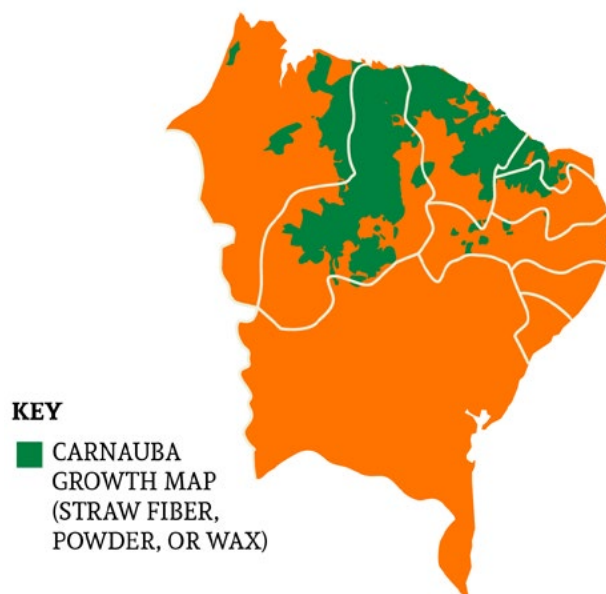 KEY
CARNAUBA
GROWTH MAP
(STRAW FIBER,
POWDER, OR WAX)